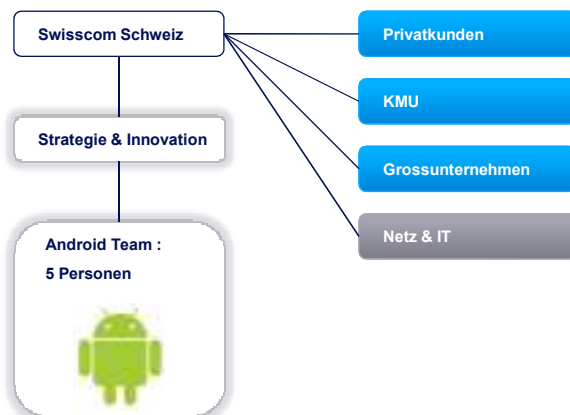 Swisscom Schweiz
Privatkunden
KMU
Strategie & Innovation
Grossunternehmen
Netz & IT
Android Team :
5 Personen